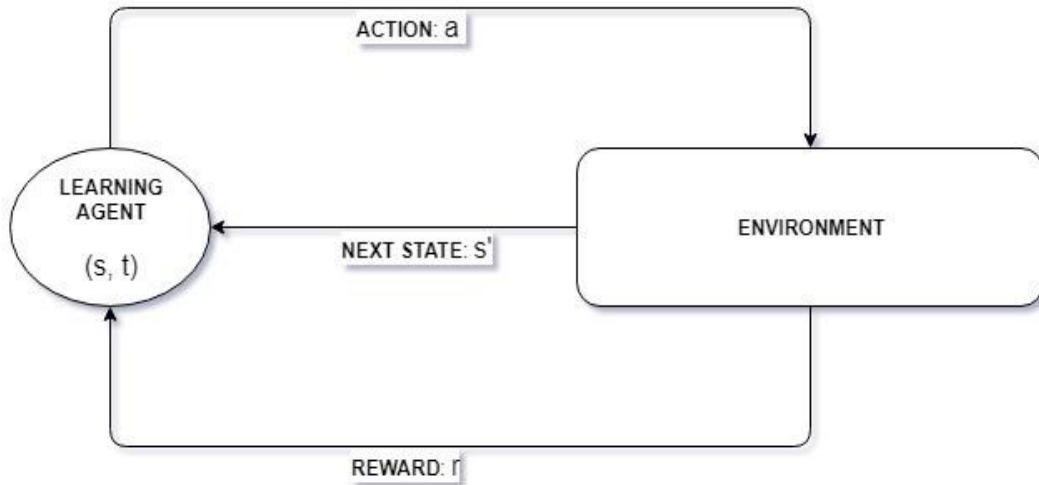 ACTION: a
LEARNING
AGENT
(s, t)
ENVIRONMENT
NEXT STATE: s'
REWARD: r